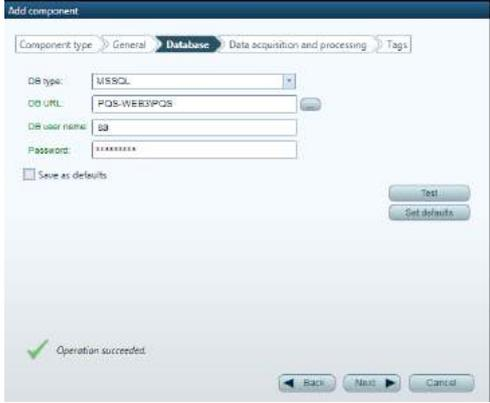 Add component
Component type General Database Data acquisition and processing Tags
DB type: MSSQL
DB URL: PQS-WEB3\PQS ...
DB user name: sa
Password: *********
Save as defaults
Test
Set defaults
Operation succeeded.
Back Next Cancel